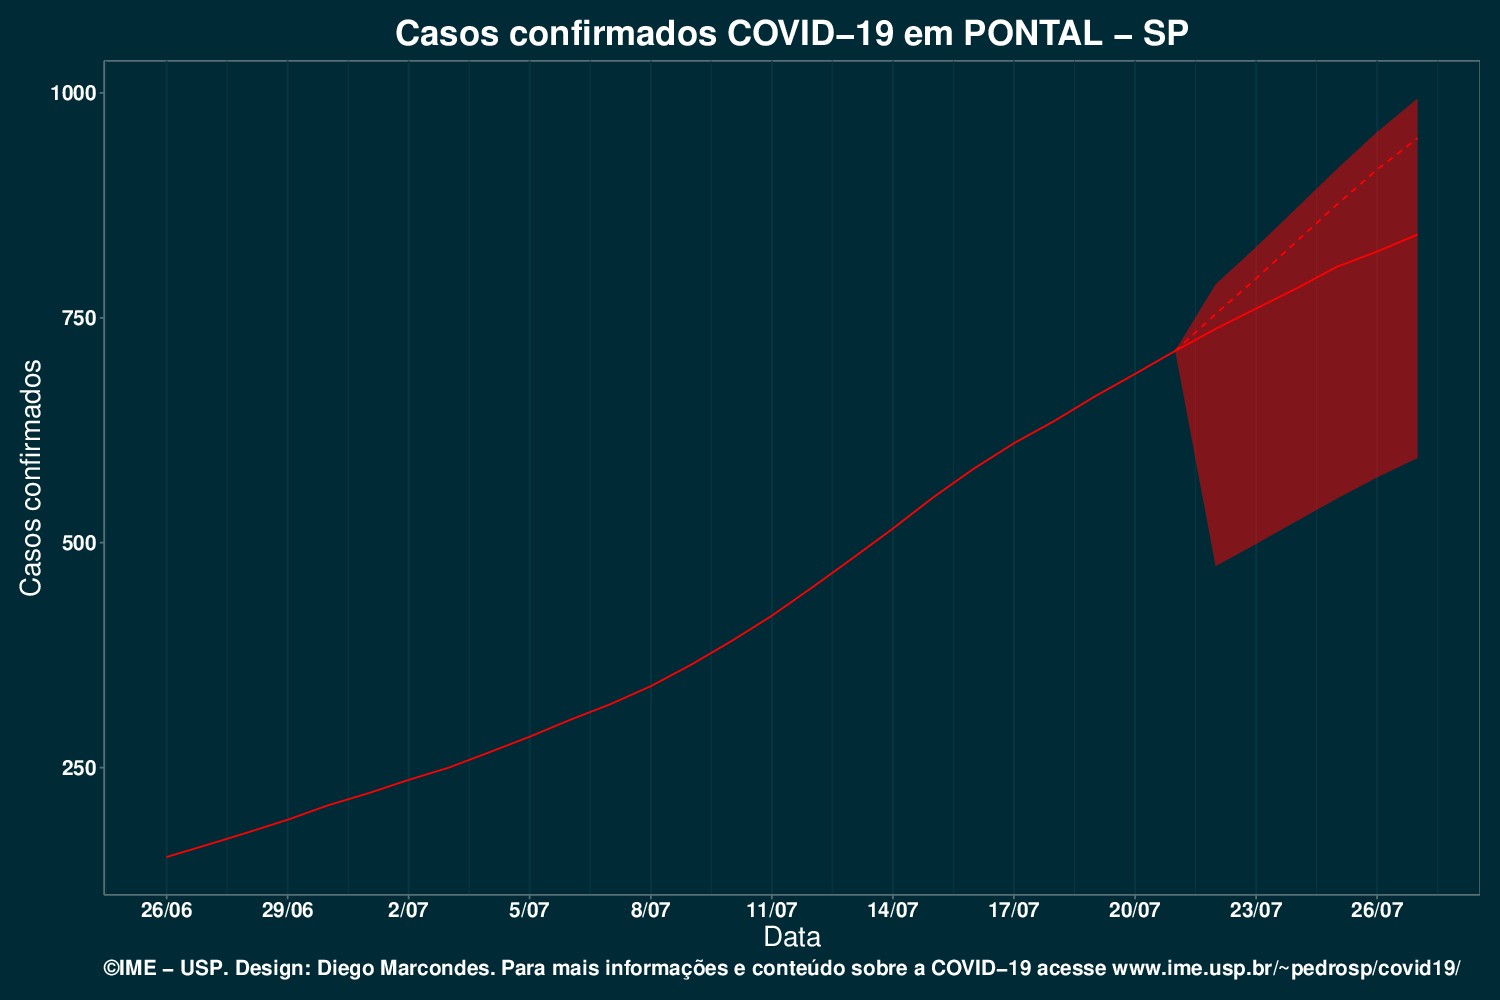 Casos confirmados COVID−19 em PONTAL − SP
Casos confirmados
1000
750
500
250
26/06 29/06 2/07 5/07 8/07 11/07 14/07 17/07 20/07 23/07 26/07
Data
©IME − USP. Design: Diego Marcondes. Para mais informações e conteúdo sobre a COVID−19 acesse www.ime.usp.br/~pedrosp/covid19/